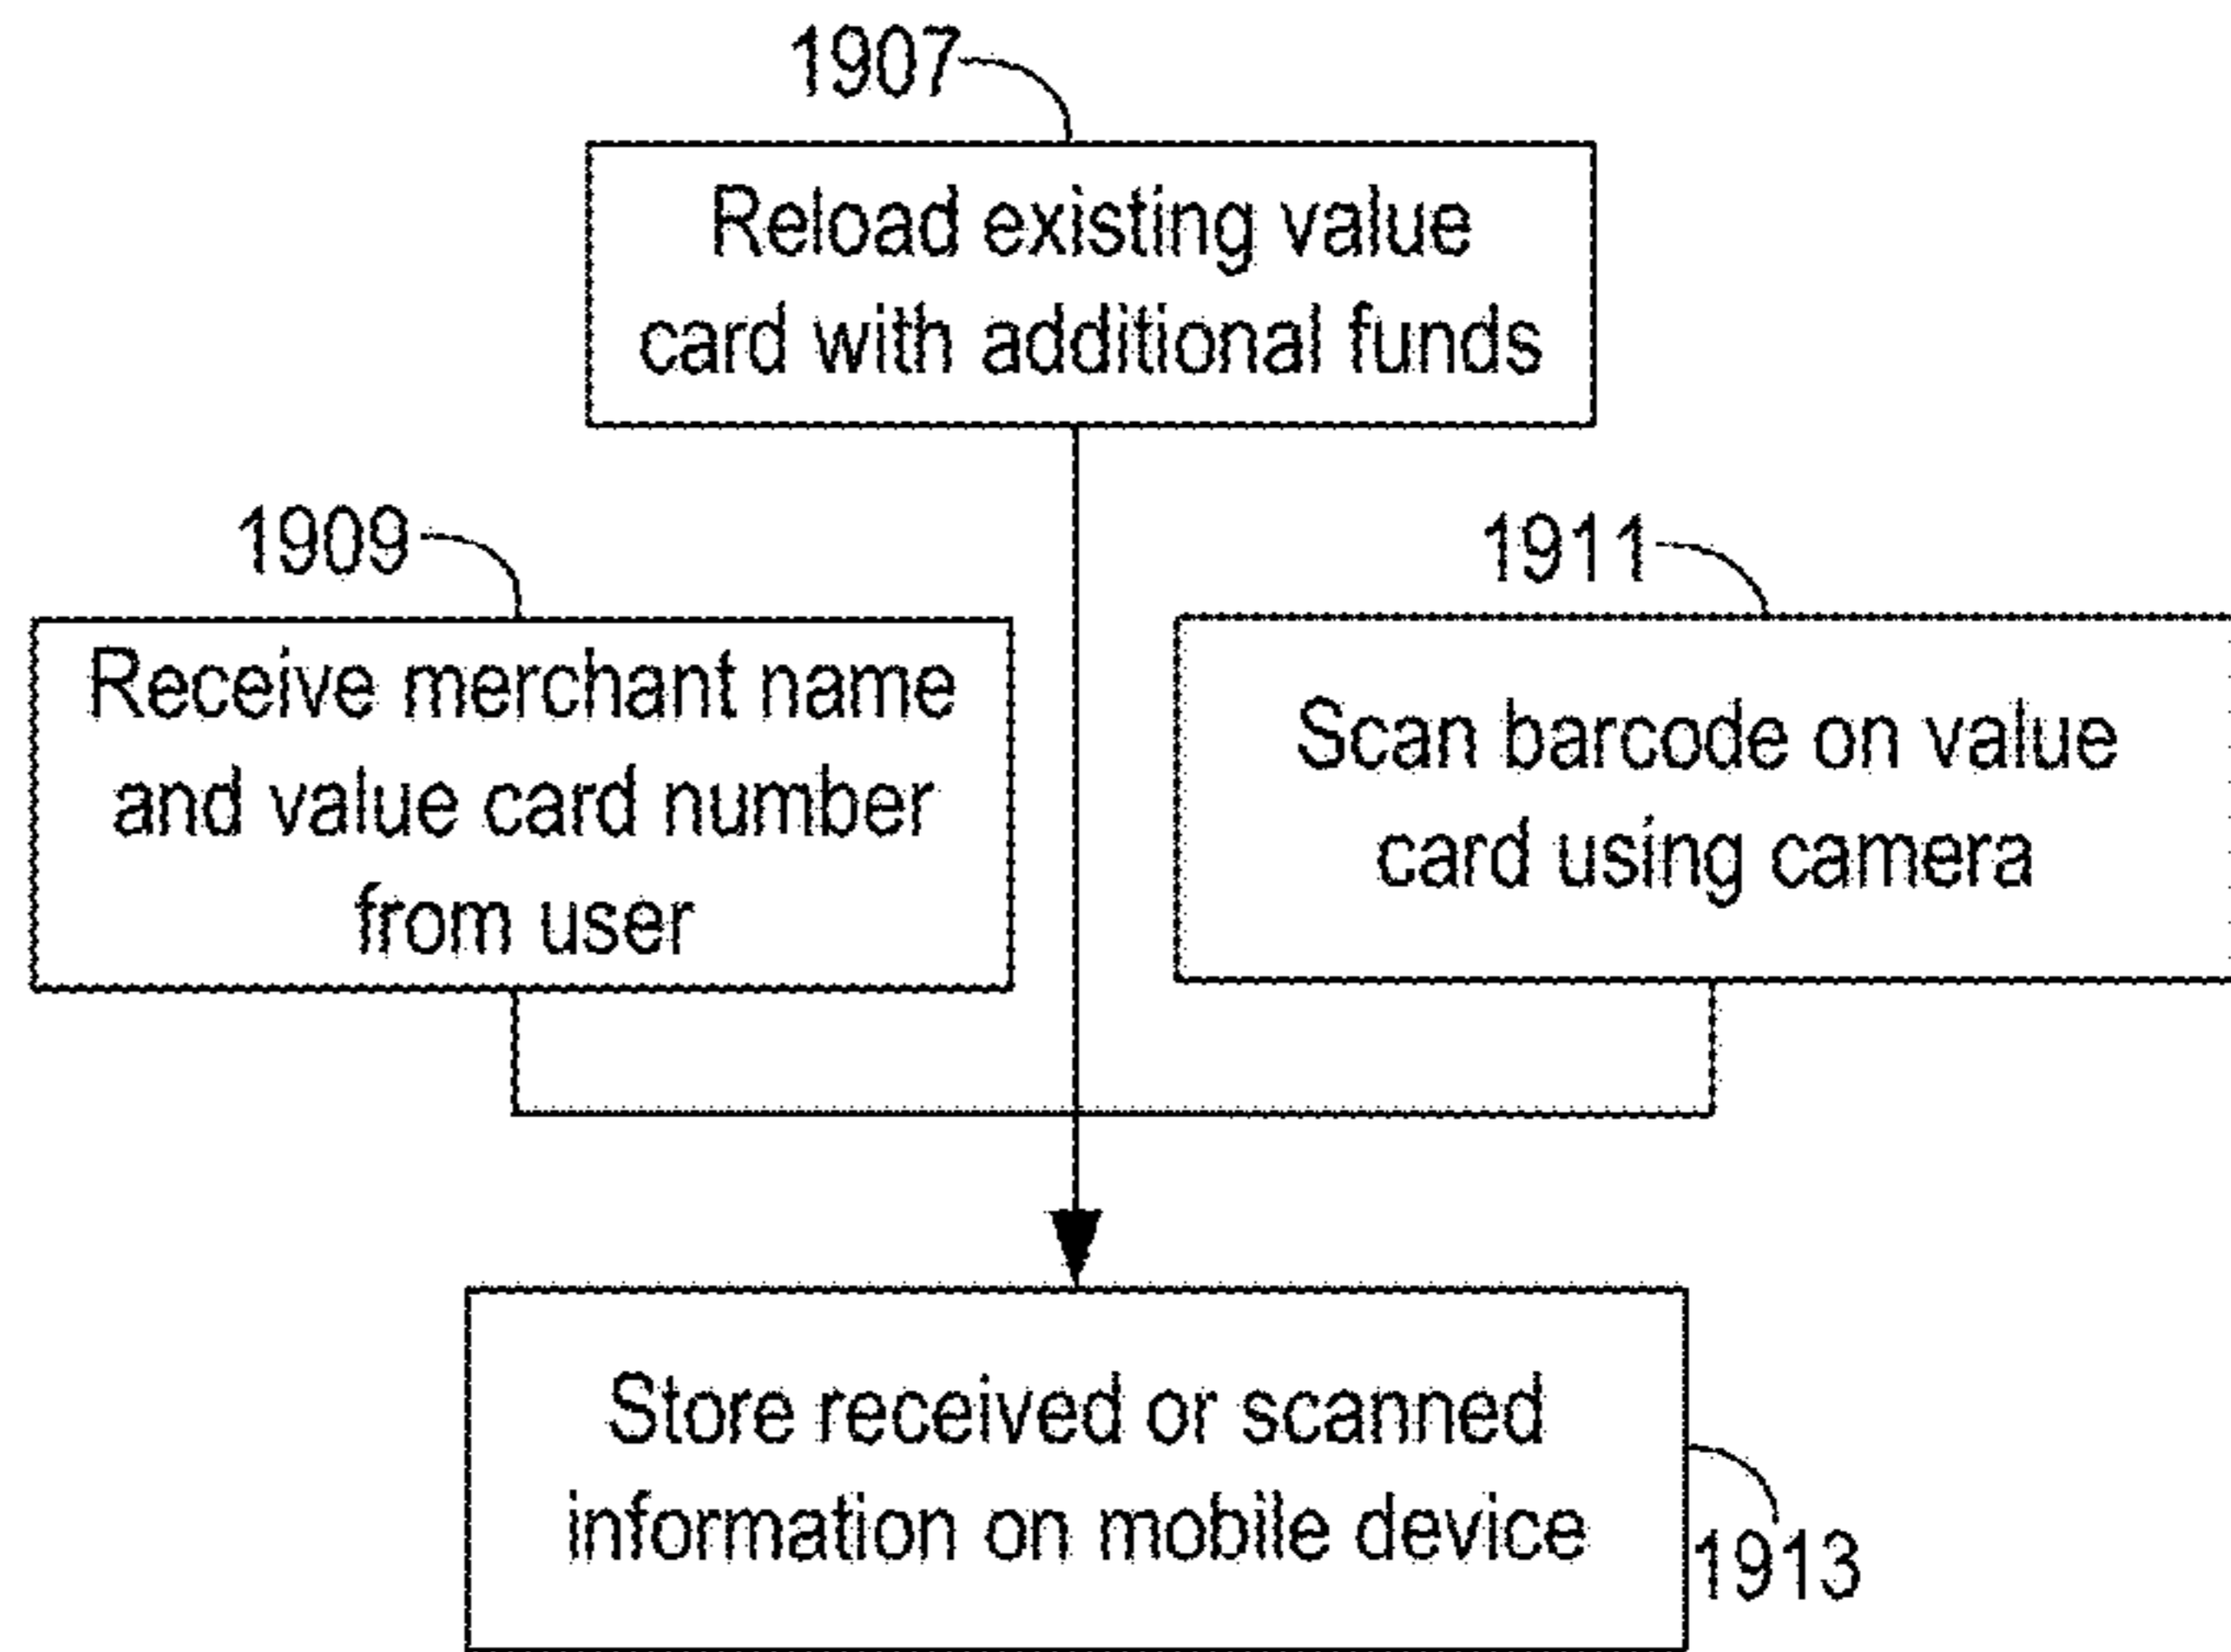 1907
Reload existing value
card with additional funds
1909
Receive merchant name
and value card number
from user
1911
Scan barcode on value
card using camera
Store received or scanned
information on mobile device
1913